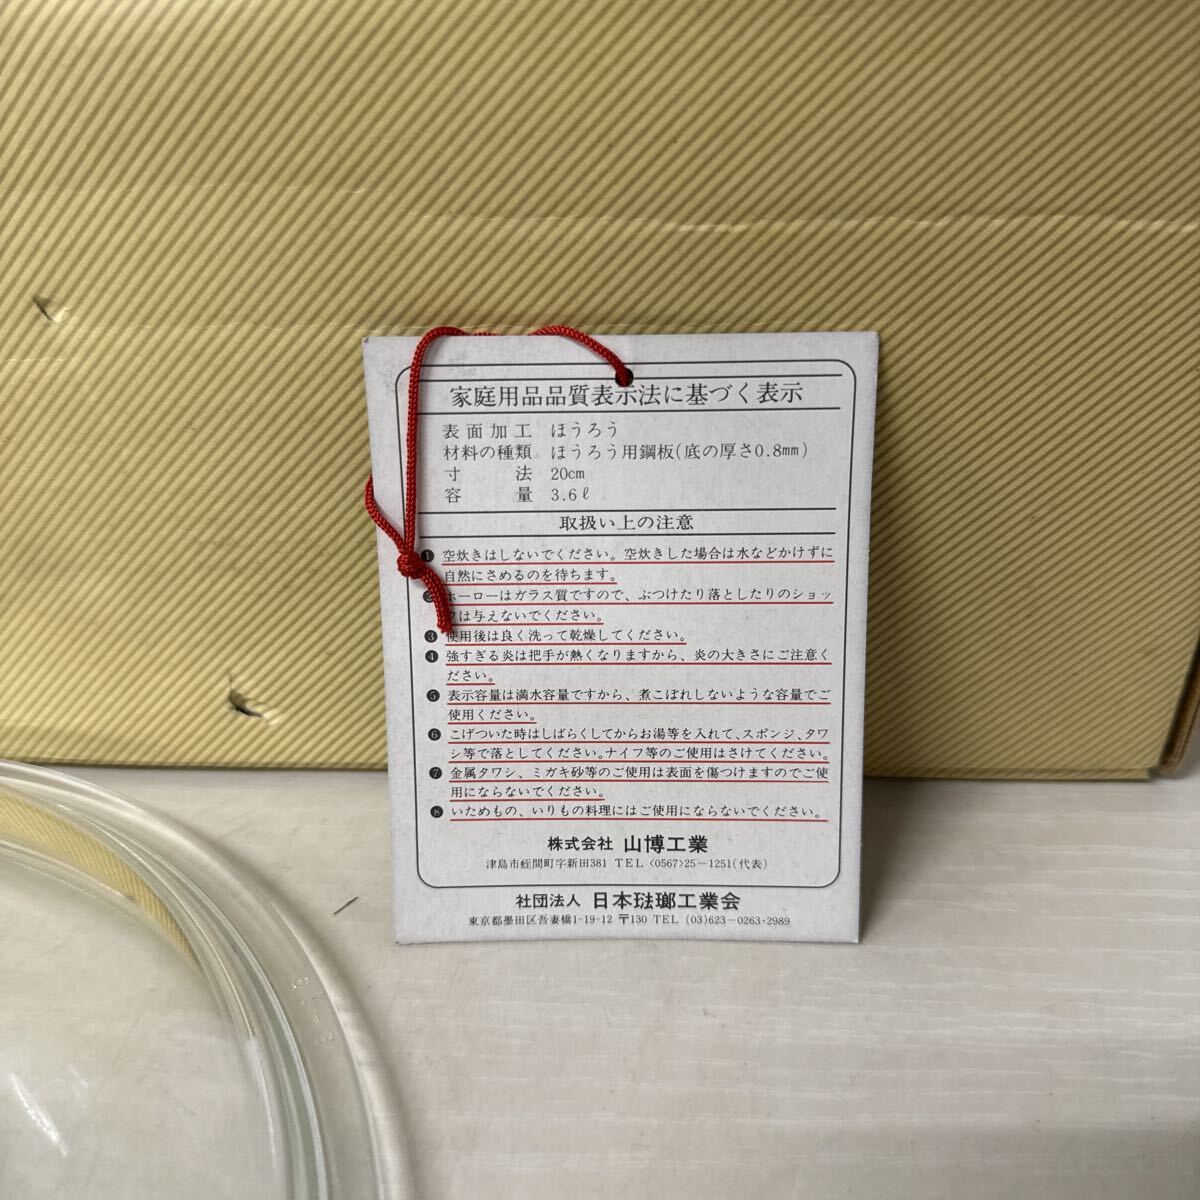 家庭用品品質表示法に基づく表示
表面加工 ほうろう
材料の種類 ほうろう用鋼板(底の厚さ0.8mm)
寸法 20cm
容量 3.6ℓ
取扱い上の注意
❶ 空炊きはしないでください。空炊きした場合は水などかけずに
自然にさめるのを待ちます。
❷ ホーローはガラス質ですので、ぶつけたり落としたりのショッ
クは与えないでください。
❸ 使用後は良く洗って乾燥してください。
❹ 強すぎる炎は把手が熱くなりますから、炎の大きさにご注意く
ださい。
❺ 表示容量は満水容量ですから、煮こぼれしないような容量でご
使用ください。
❻ こげついた時はしばらくしてからお湯等を入れて、スポンジ、タワ
シ等で落としてください。ナイフ等のご使用はさけてください。
❼ 金属タワシ、ミガキ砂等のご使用は表面を傷つけますのでご使
用にならないでください。
❽ いためもの、いりもの料理にはご使用にならないでください。
株式会社 山博工業
津島市蛭間町字新田381 TEL〈0567〉25-1251(代表)
社団法人 日本琺瑯工業会
東京都墨田区吾妻橋1-19-12 〒130 TEL (03)623-0263・2989